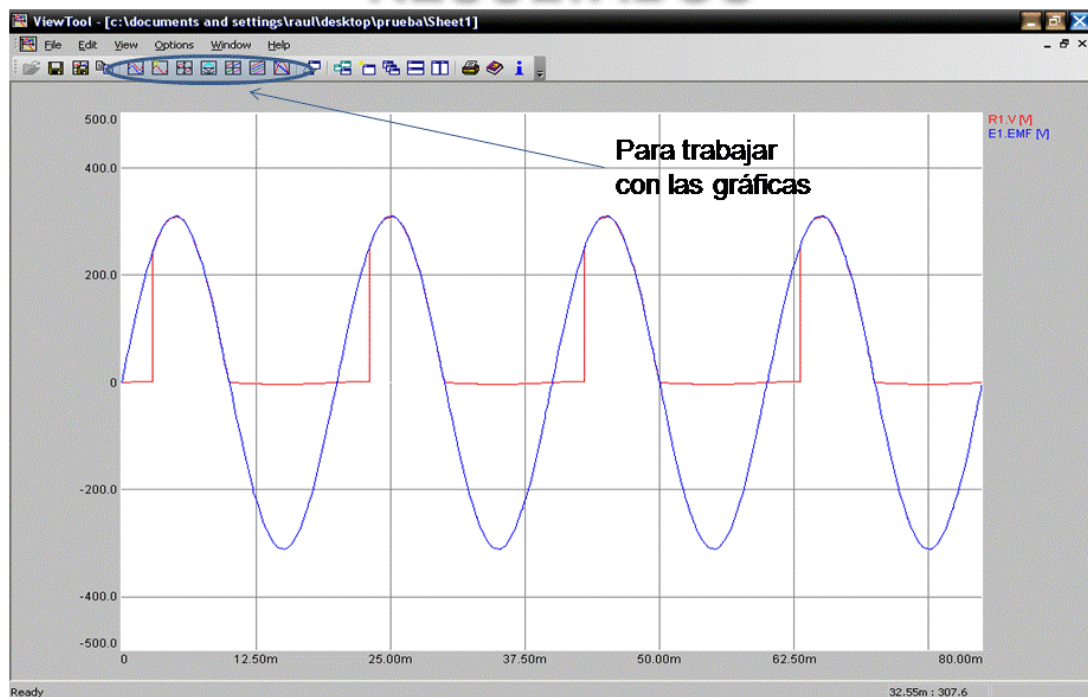 ViewTool - [c:\documents and settings\raul\desktop\prueba\Sheet1]
File Edit View Options Window Help
R1.V [V]
E1.EMF [V]
Para trabajar
con las gráficas
500.0
400.0
200.0
0
-200.0
-400.0
-500.0
0 12.50m 25.00m 37.50m 50.00m 62.50m 80.00m
Ready 32.55m : 307.6